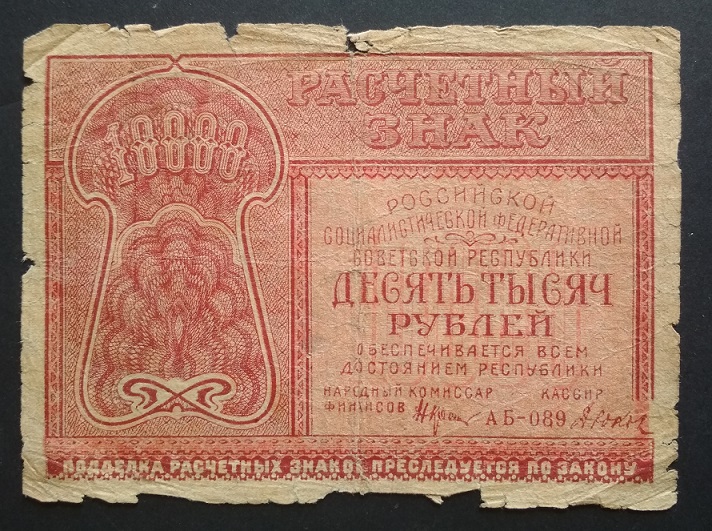 10000
РАСЧЕТНЫЙ
ЗНАК
РОССИЙСКОЙ
СОЦИАЛИСТИЧЕСКОЙ ФЕДЕРАТИВНОЙ
СОВЕТСКОЙ РЕСПУБЛИКИ
ДЕСЯТЬ ТЫСЯЧ
РУБЛЕЙ
ОБЕСПЕЧИВАЕТСЯ ВСЕМ
ДОСТОЯНИЕМ РЕСПУБЛИКИ
НАРОДНЫЙ КОМИССАР КАССИР
ФИНАНСОВ АБ-089
ПОДДЕЛКА РАСЧЕТНЫХ ЗНАКОВ ПРЕСЛЕДУЕТСЯ ПО ЗАКОНУ